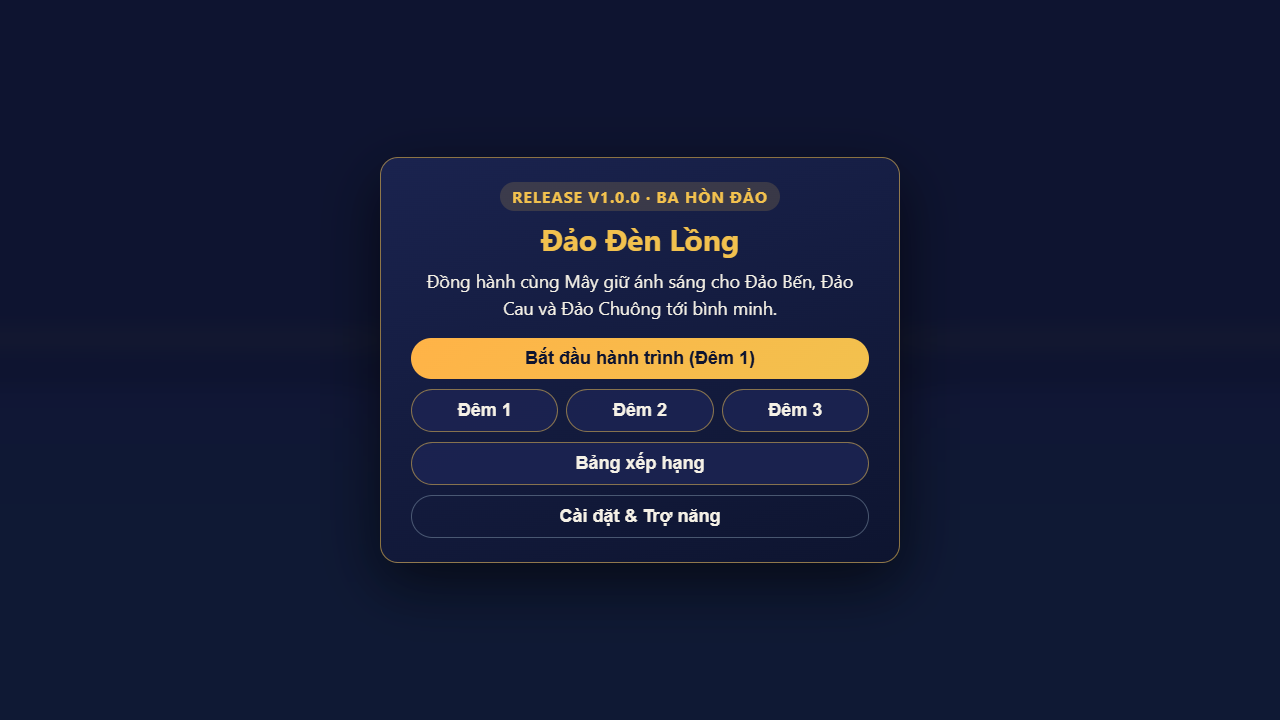 RELEASE V1.0.0 · BA HÒN ĐẢO
Đảo Đèn Lồng
Đồng hành cùng Mây giữ ánh sáng cho Đảo Bến, Đảo
Cau và Đảo Chuông tới bình minh.
Bắt đầu hành trình (Đêm 1)
Đêm 1
Đêm 2
Đêm 3
Bảng xếp hạng
Cài đặt & Trợ năng